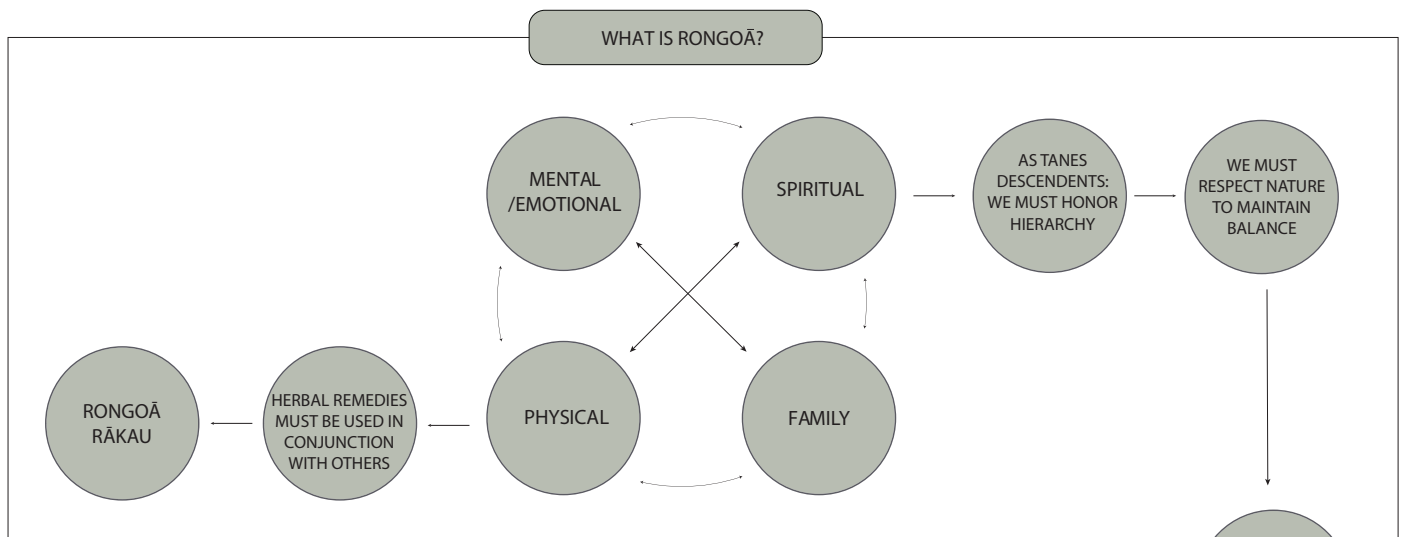 WHAT IS RONGOĀ?
MENTAL
/EMOTIONAL
SPIRITUAL
AS TANES
DESCENDENTS:
WE MUST HONOR
HIERARCHY
WE MUST
RESPECT NATURE
TO MAINTAIN
BALANCE
RONGOĀ
RĀKAU
HERBAL REMEDIES
MUST BE USED IN
CONJUNCTION
WITH OTHERS
PHYSICAL
FAMILY